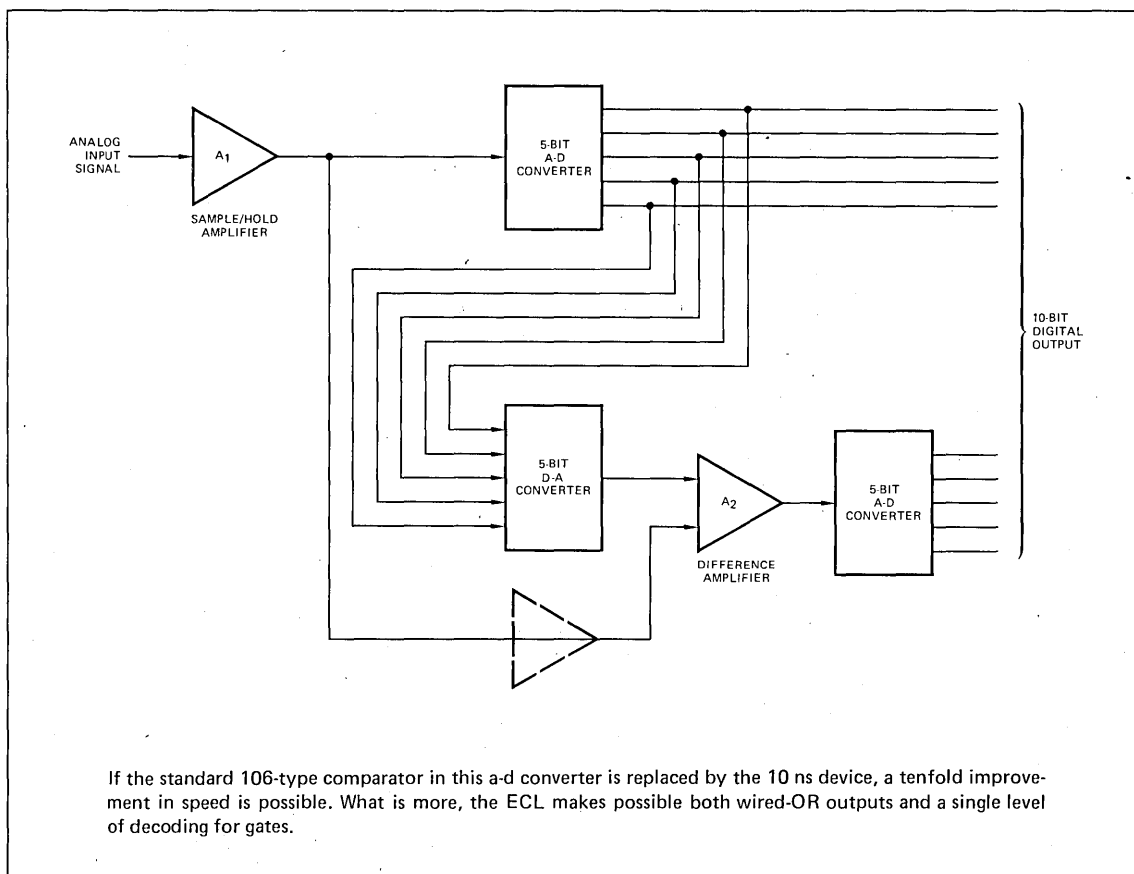 ANALOG
INPUT
SIGNAL
A1
SAMPLE/HOLD
AMPLIFIER
5-BIT
A-D
CONVERTER
10-BIT
DIGITAL
OUTPUT
5-BIT
D-A
CONVERTER
A2
DIFFERENCE
AMPLIFIER
5-BIT
A-D
CONVERTER
If the standard 106-type comparator in this a-d converter is replaced by the 10 ns device, a tenfold improve-
ment in speed is possible. What is more, the ECL makes possible both wired-OR outputs and a single level
of decoding for gates.